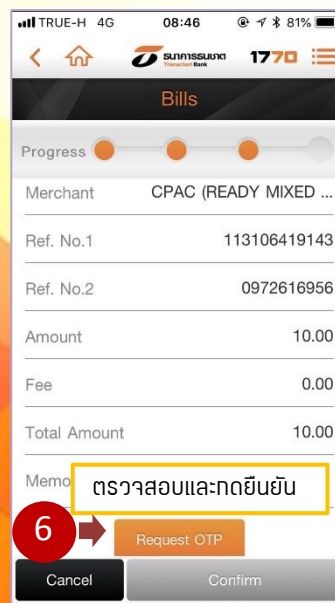 TRUE-H 4G 08:46 81%
ธนาคารธนชาต 1770
Thanachart Bank
Bills
Progress
Merchant CPAC (READY MIXED ...
Ref. No.1 113106419143
Ref. No.2 0972616956
Amount 10.00
Fee 0.00
Total Amount 10.00
Memo
ตรวจสอบและกดยืนยัน
6 Request OTP
Cancel Confirm